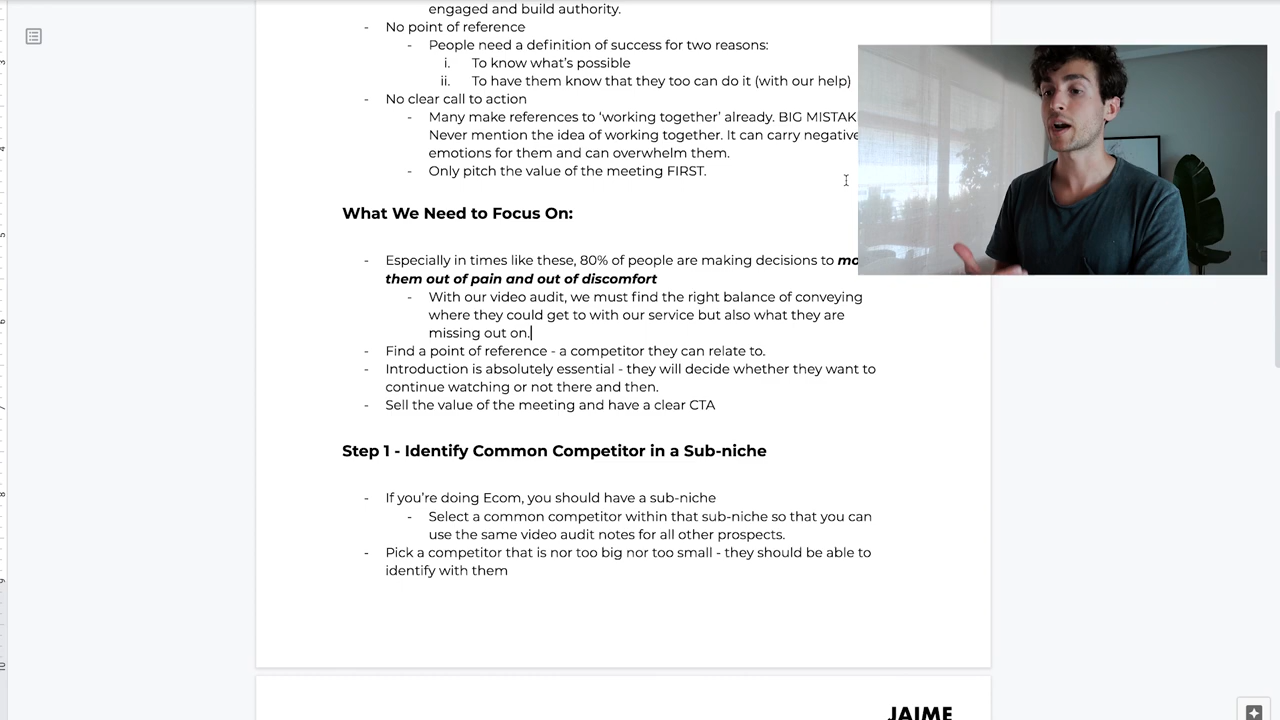 engaged and build authority.
- No point of reference
- People need a definition of success for two reasons:
i. To know what's possible
ii. To have them know that they too can do it (with our help)
- No clear call to action
- Many make references to 'working together' already. BIG MISTAK
Never mention the idea of working together. It can carry negative
emotions for them and can overwhelm them.
- Only pitch the value of the meeting FIRST.
What We Need to Focus On:
- Especially in times like these, 80% of people are making decisions to mo
them out of pain and out of discomfort
- With our video audit, we must find the right balance of conveying
where they could get to with our service but also what they are
missing out on.
- Find a point of reference - a competitor they can relate to.
- Introduction is absolutely essential - they will decide whether they want to
continue watching or not there and then.
- Sell the value of the meeting and have a clear CTA
Step 1 - Identify Common Competitor in a Sub-niche
- If you're doing Ecom, you should have a sub-niche
- Select a common competitor within that sub-niche so that you can
use the same video audit notes for all other prospects.
- Pick a competitor that is nor too big nor too small - they should be able to
identify with them
JAIME
3
4
5
6
7
8
9
10